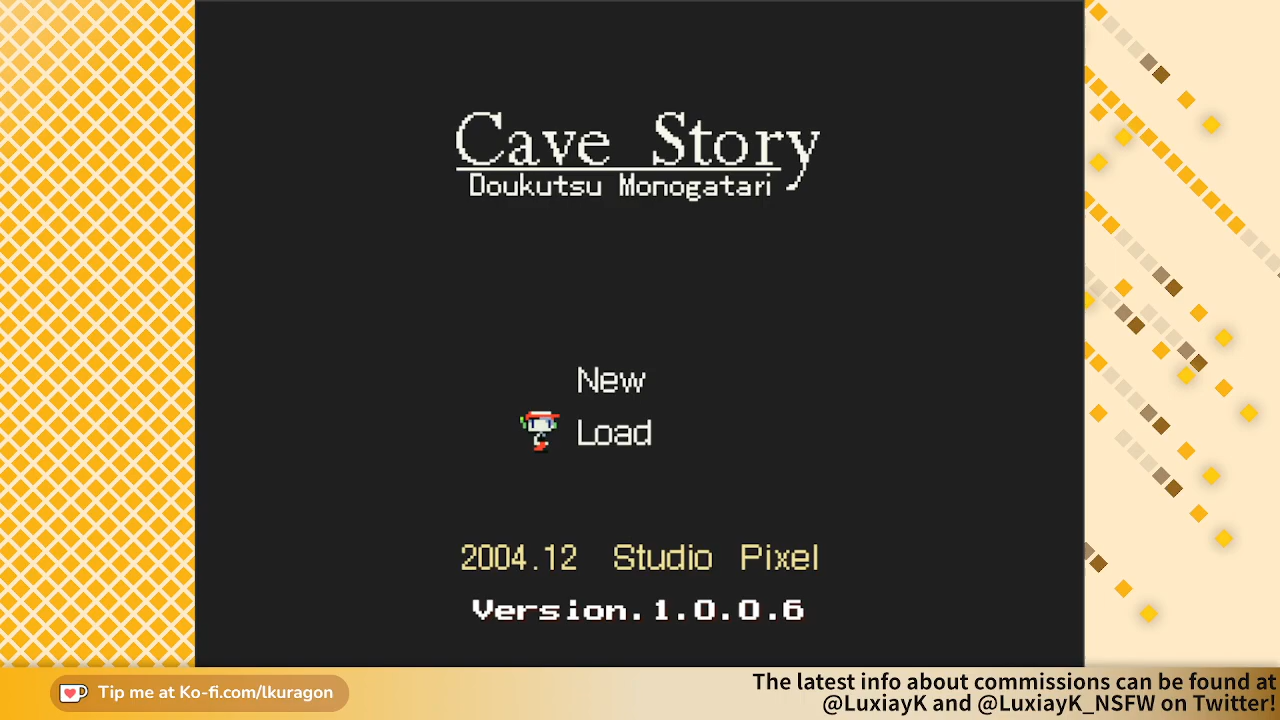 Cave Story
Doukutsu Monogatari
New
Load
2004.12 Studio Pixel
Version.1.0.0.6
Tip me at Ko-fi.com/lkuragon
The latest info about commissions can be found at
@LuxiayK and @LuxiayK_NSFW on Twitter!